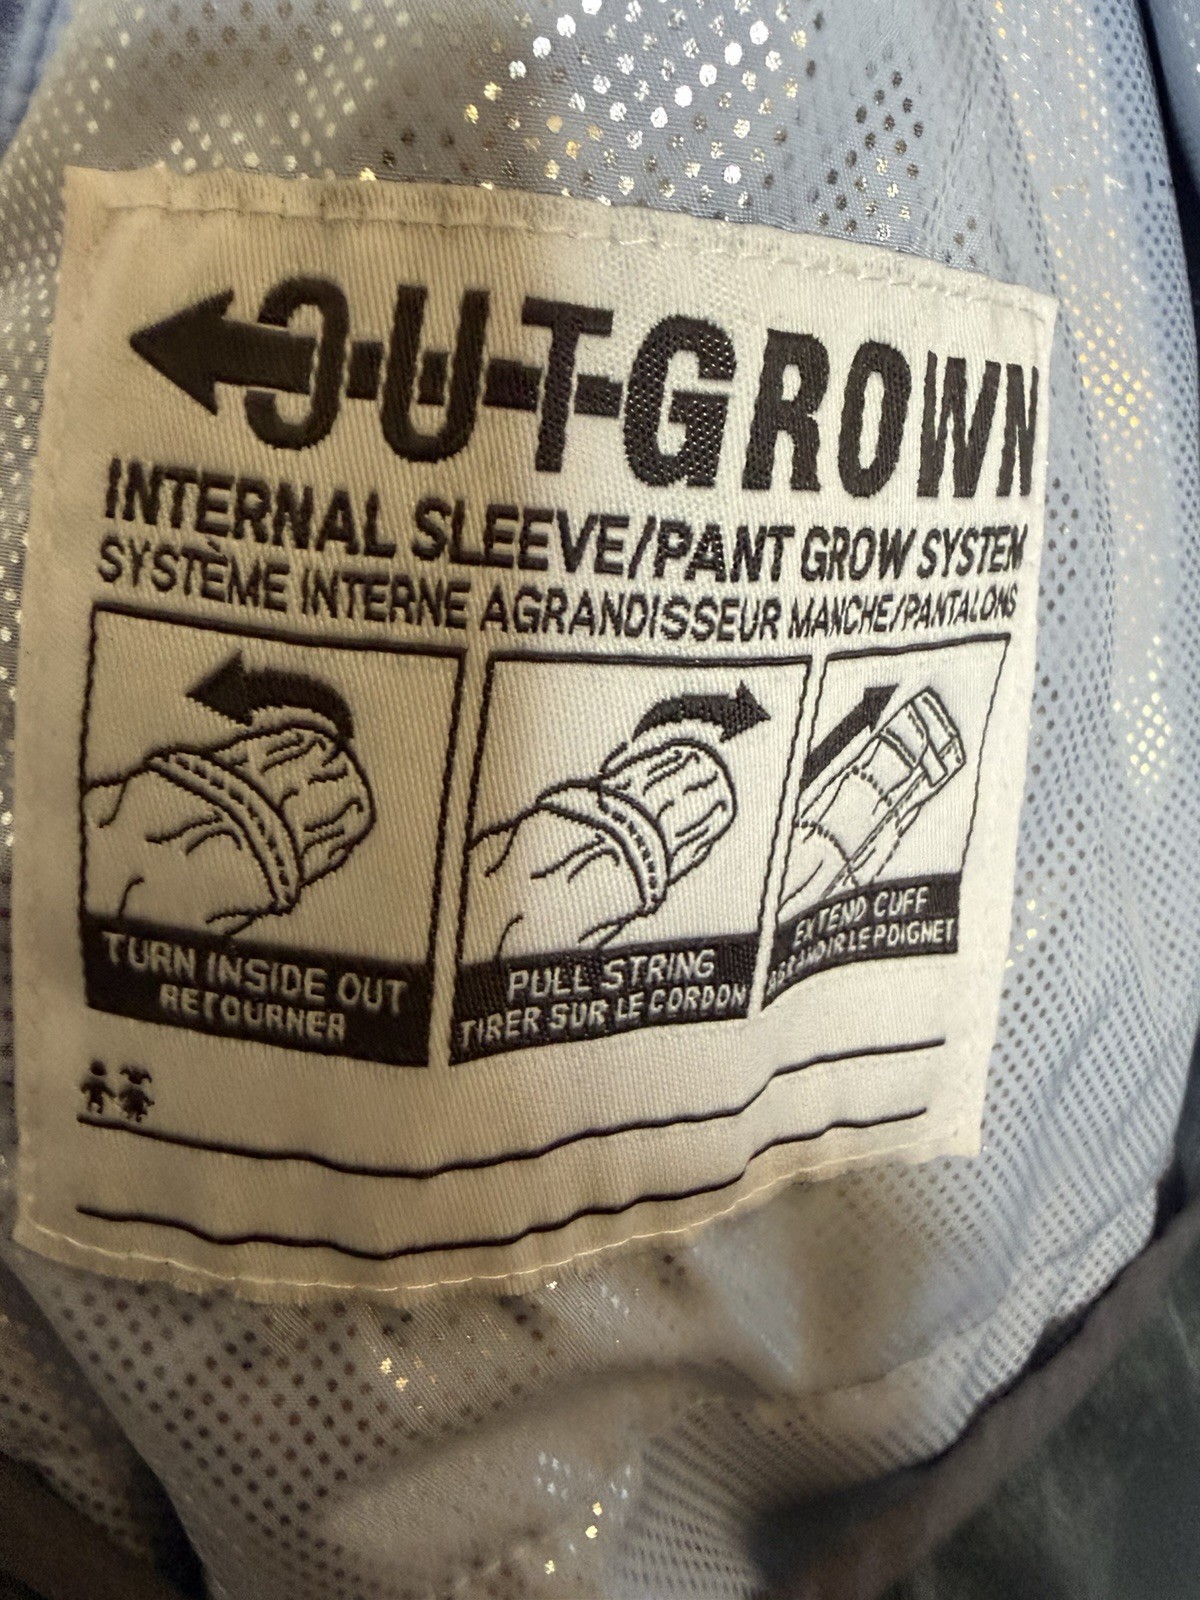 OUTGROWN
INTERNAL SLEEVE/PANT GROW SYSTEM
SYSTÈME INTERNE AGRANDISSEUR MANCHE/PANTALONS
TURN INSIDE OUT
RETOURNER
PULL STRING
TIRER SUR LE CORDON
EXTEND CUFF
AGRANDIR LE POIGNET